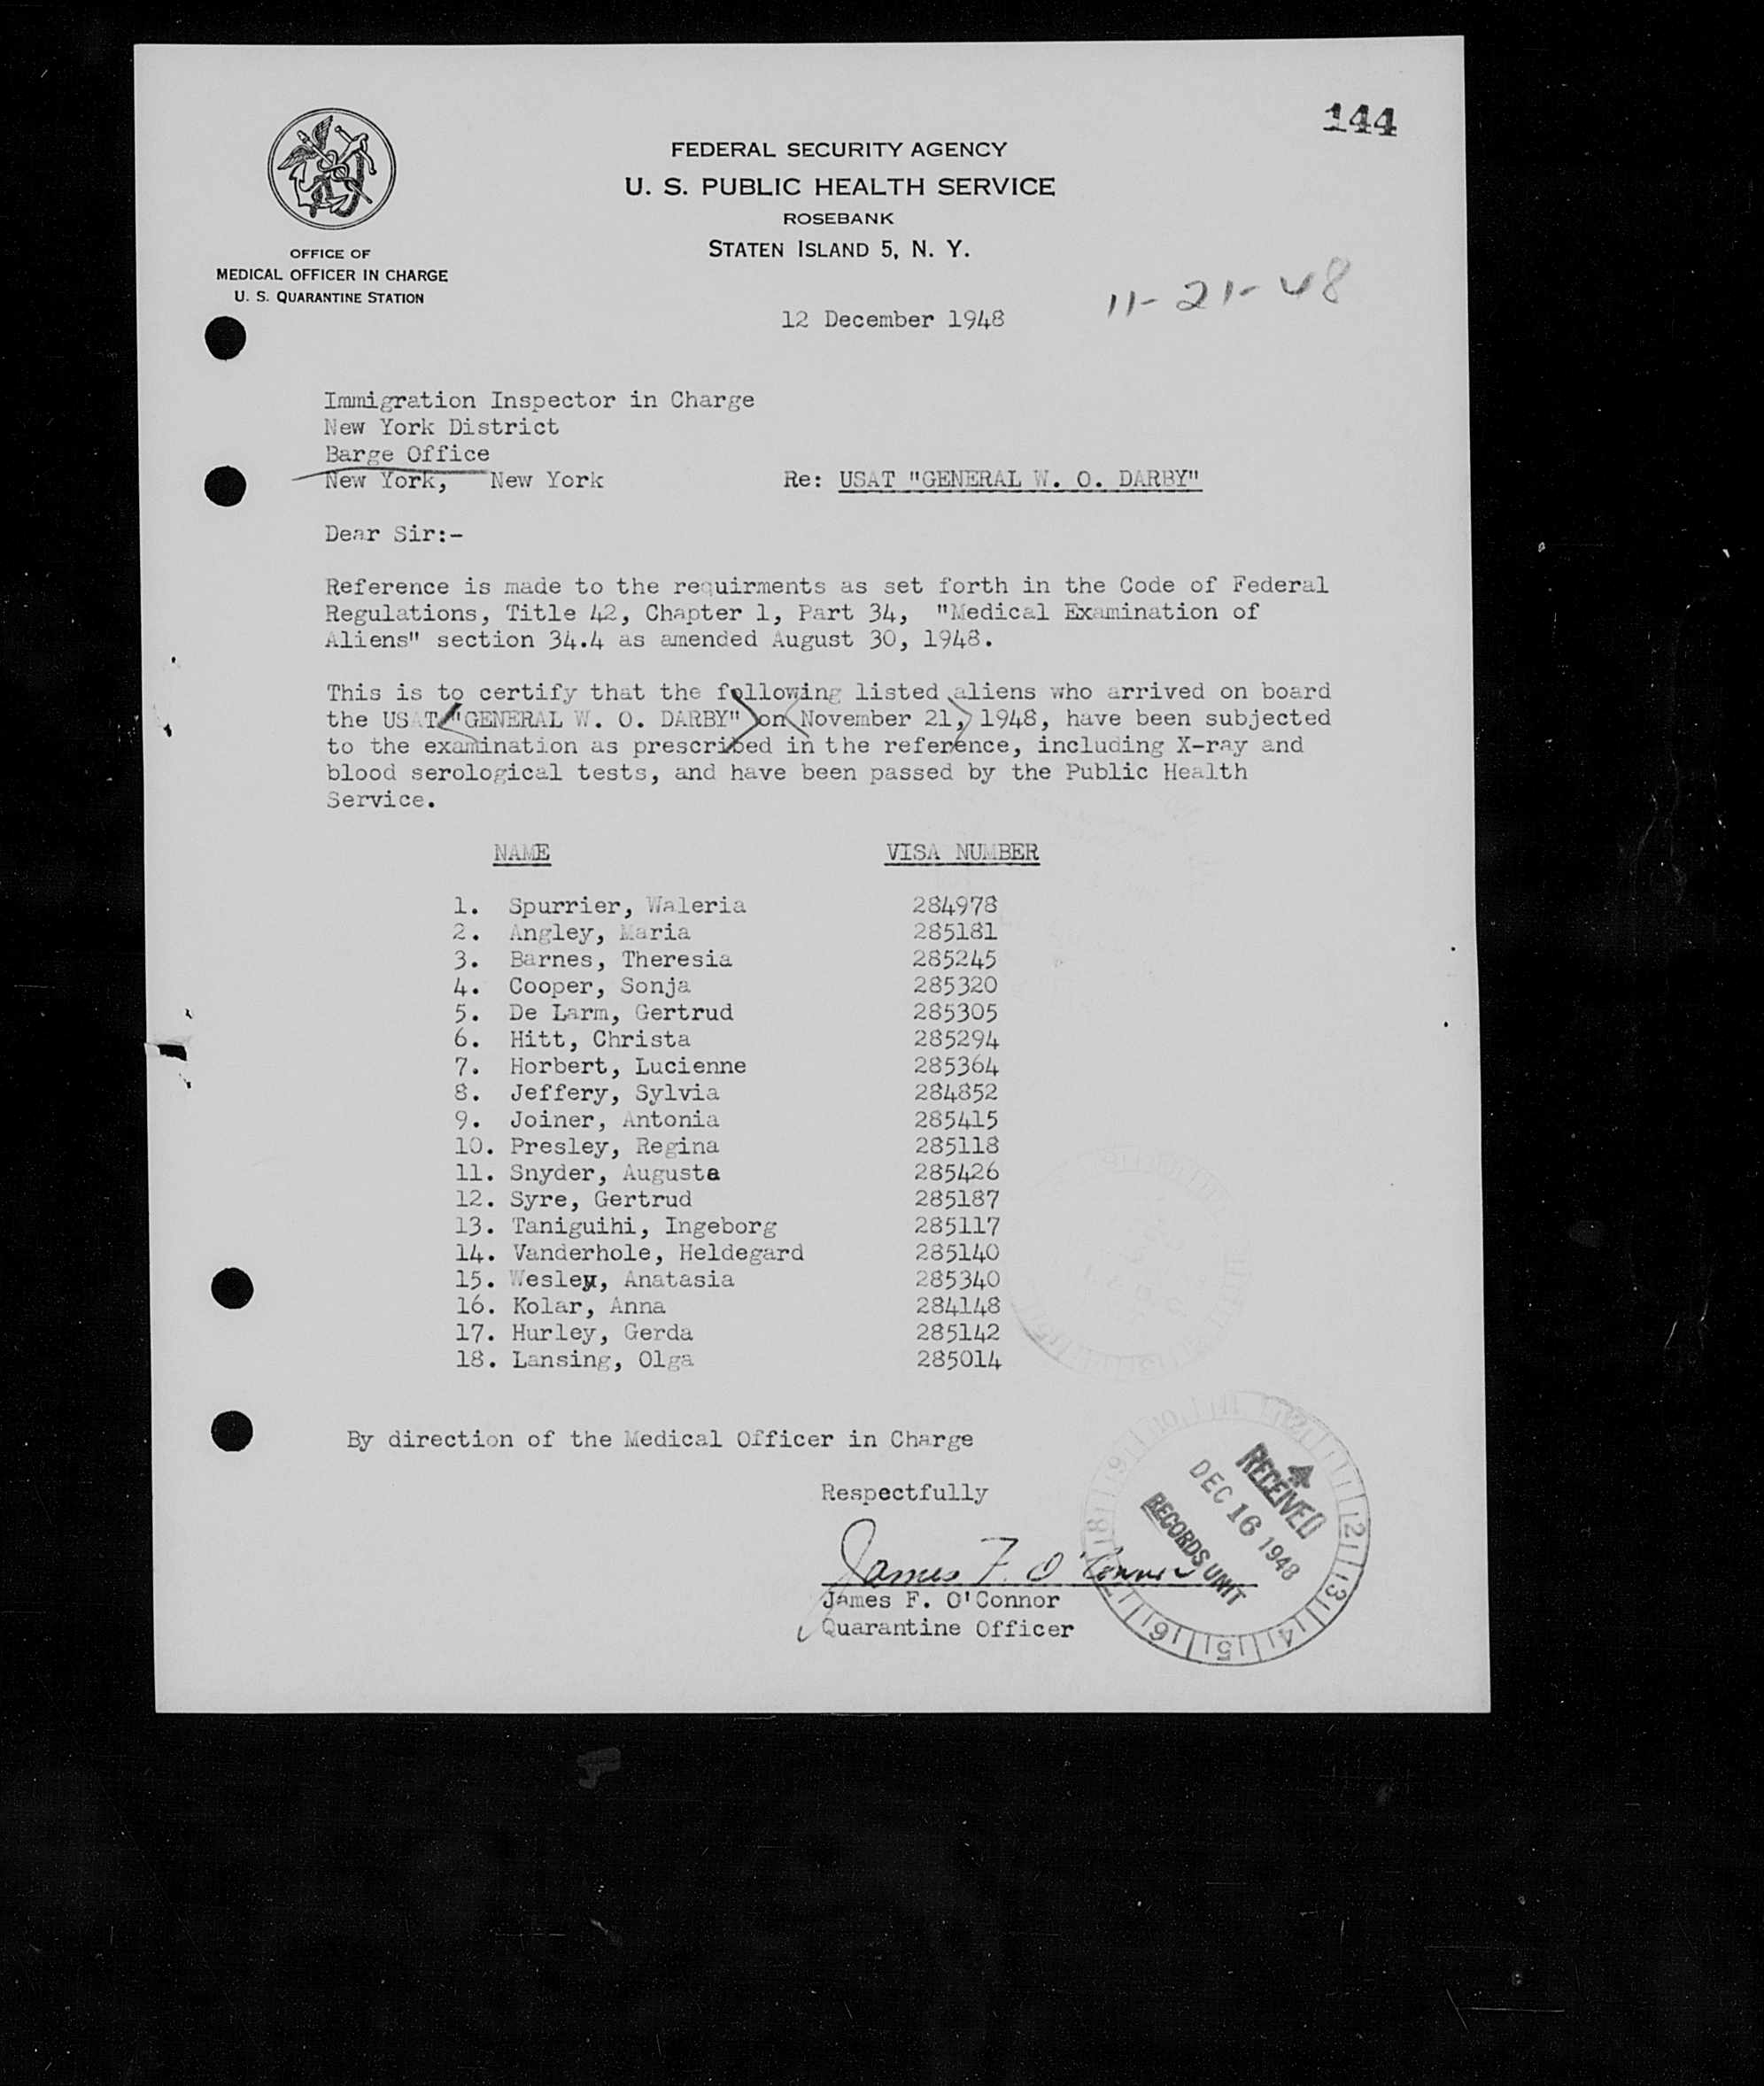 144
FEDERAL SECURITY AGENCY
U. S. PUBLIC HEALTH SERVICE
ROSEBANK
STATEN ISLAND 5, N. Y.
OFFICE OF
MEDICAL OFFICER IN CHARGE
U. S. QUARANTINE STATION
11-21-48
12 December 1948
Immigration Inspector in Charge
New York District
Barge Office
New York, New York
Re: USAT "GENERAL W. O. DARBY"
Dear Sir:-
Reference is made to the requirments as set forth in the Code of Federal
Regulations, Title 42, Chapter 1, Part 34, "Medical Examination of
Aliens" section 34.4 as amended August 30, 1948.
This is to certify that the following listed aliens who arrived on board
the USAT "GENERAL W. O. DARBY" on November 21, 1948, have been subjected
to the examination as prescribed in the reference, including X-ray and
blood serological tests, and have been passed by the Public Health
Service.
NAME VISA NUMBER
1. Spurrier, Waleria 284978
2. Angley, Maria 285181
3. Barnes, Theresia 285245
4. Cooper, Sonja 285320
5. De Larm, Gertrud 285305
6. Hitt, Christa 285294
7. Horbert, Lucienne 285364
8. Jeffery, Sylvia 284852
9. Joiner, Antonia 285415
10. Presley, Regina 285118
11. Snyder, Augusta 285426
12. Syre, Gertrud 285187
13. Taniguihi, Ingeborg 285117
14. Vanderhole, Heldegard 285140
15. Wesley, Anatasia 285340
16. Kolar, Anna 284148
17. Hurley, Gerda 285142
18. Lansing, Olga 285014
By direction of the Medical Officer in Charge
Respectfully
James F. O'Connor
James F. O'Connor
Quarantine Officer
RECEIVED
DEC 16 1948
RECORDS UNIT